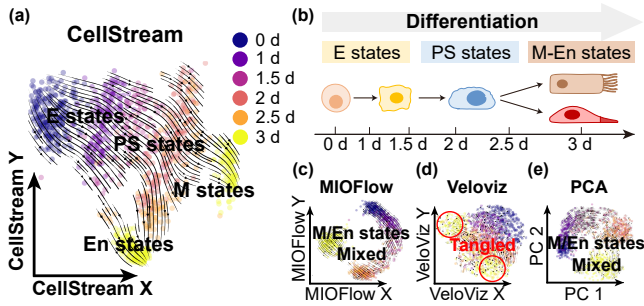 (a)
CellStream
0 d
1 d
1.5 d
2 d
2.5 d
3 d
E states
PS states
M states
En states
CellStream Y
CellStream X
(b)
Differentiation
E states PS states M-En states
0 d 1 d 1.5 d 2 d 2.5 d 3 d
(c)
MIOFlow
M/En states
Mixed
MIOFlow Y
MIOFlow X
(d)
Veloviz
Tangled
VeloViz Y
VeloViz X
(e)
PCA
M/En states
Mixed
PC 2
PC 1